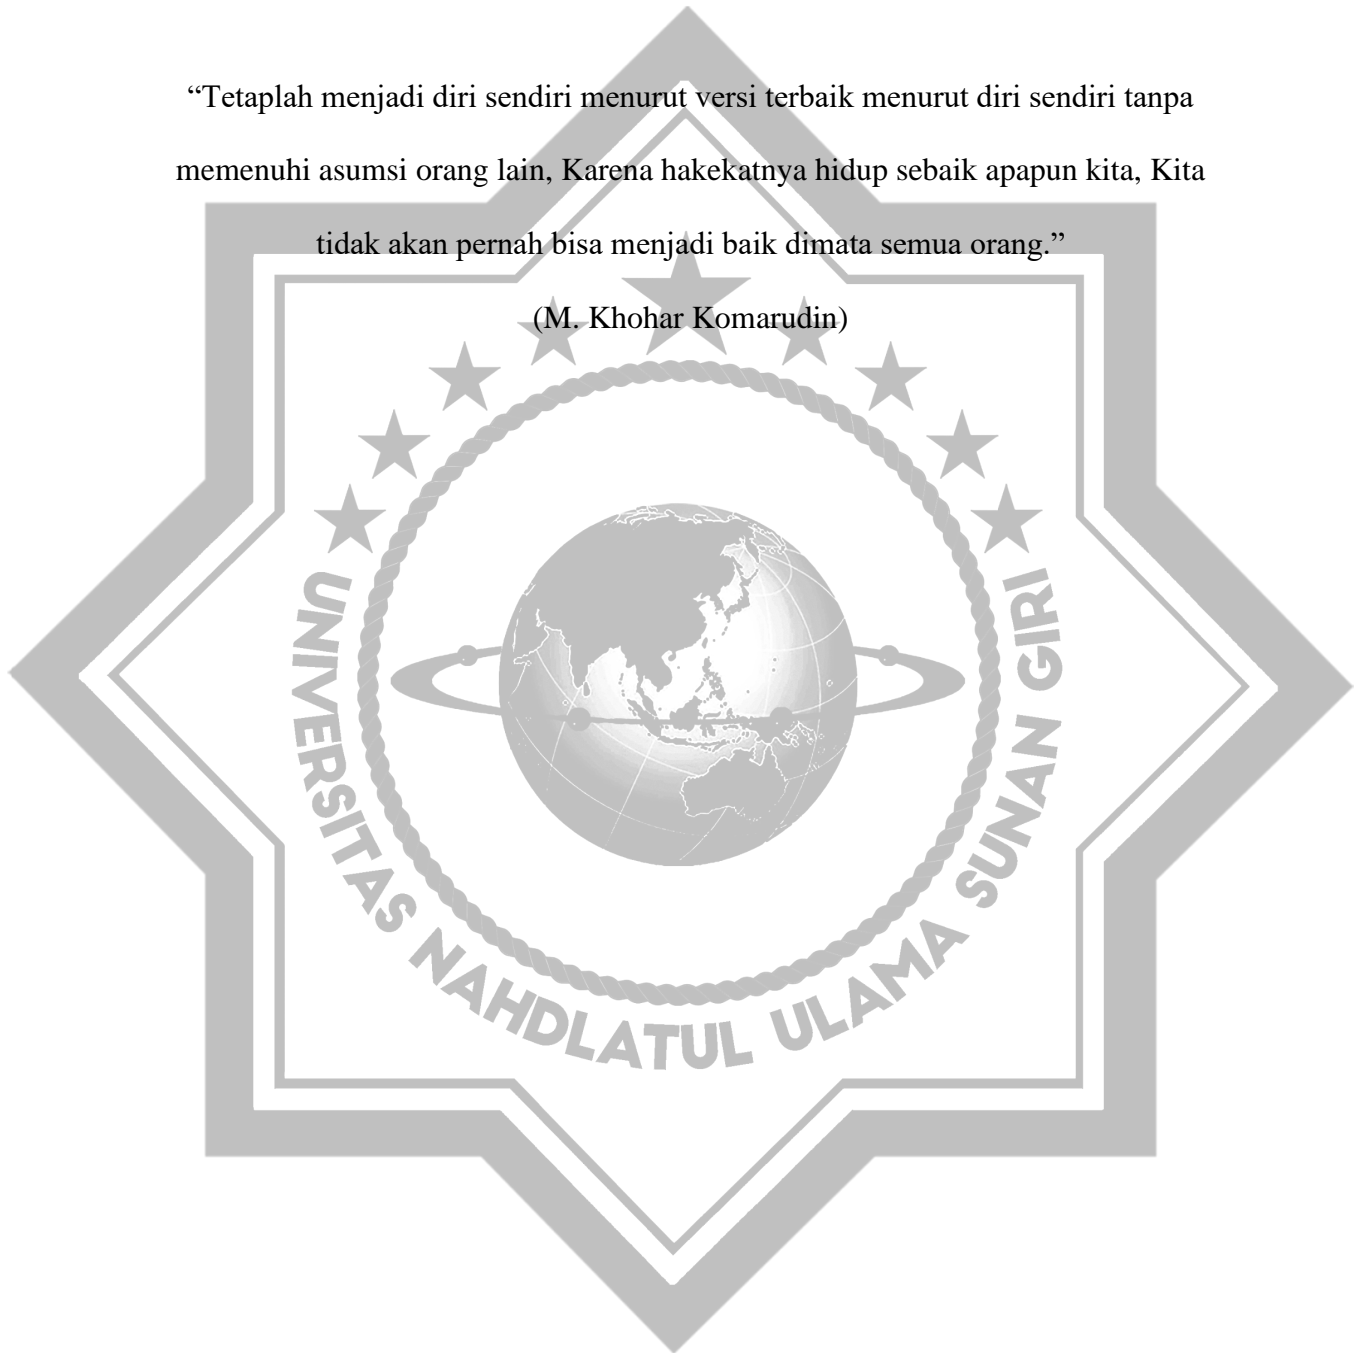 “Tetaplah menjadi diri sendiri menurut versi terbaik menurut diri sendiri tanpa
memenuhi asumsi orang lain, Karena hakekatnya hidup sebaik apapun kita, Kita
tidak akan pernah bisa menjadi baik dimata semua orang.”
(M. Khohar Komarudin)
UNIVERSITAS NAHDLATUL ULAMA SUNAN GIRI